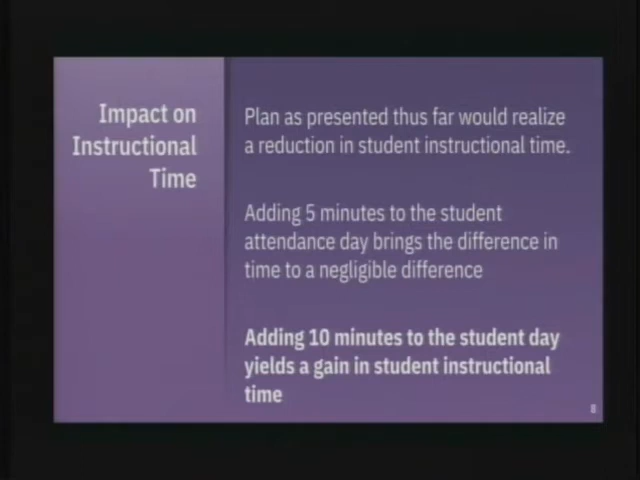 Impact on
Instructional
Time
Plan as presented thus far would realize
a reduction in student instructional time.
Adding 5 minutes to the student
attendance day brings the difference in
time to a negligible difference
Adding 10 minutes to the student day
yields a gain in student instructional
time
8